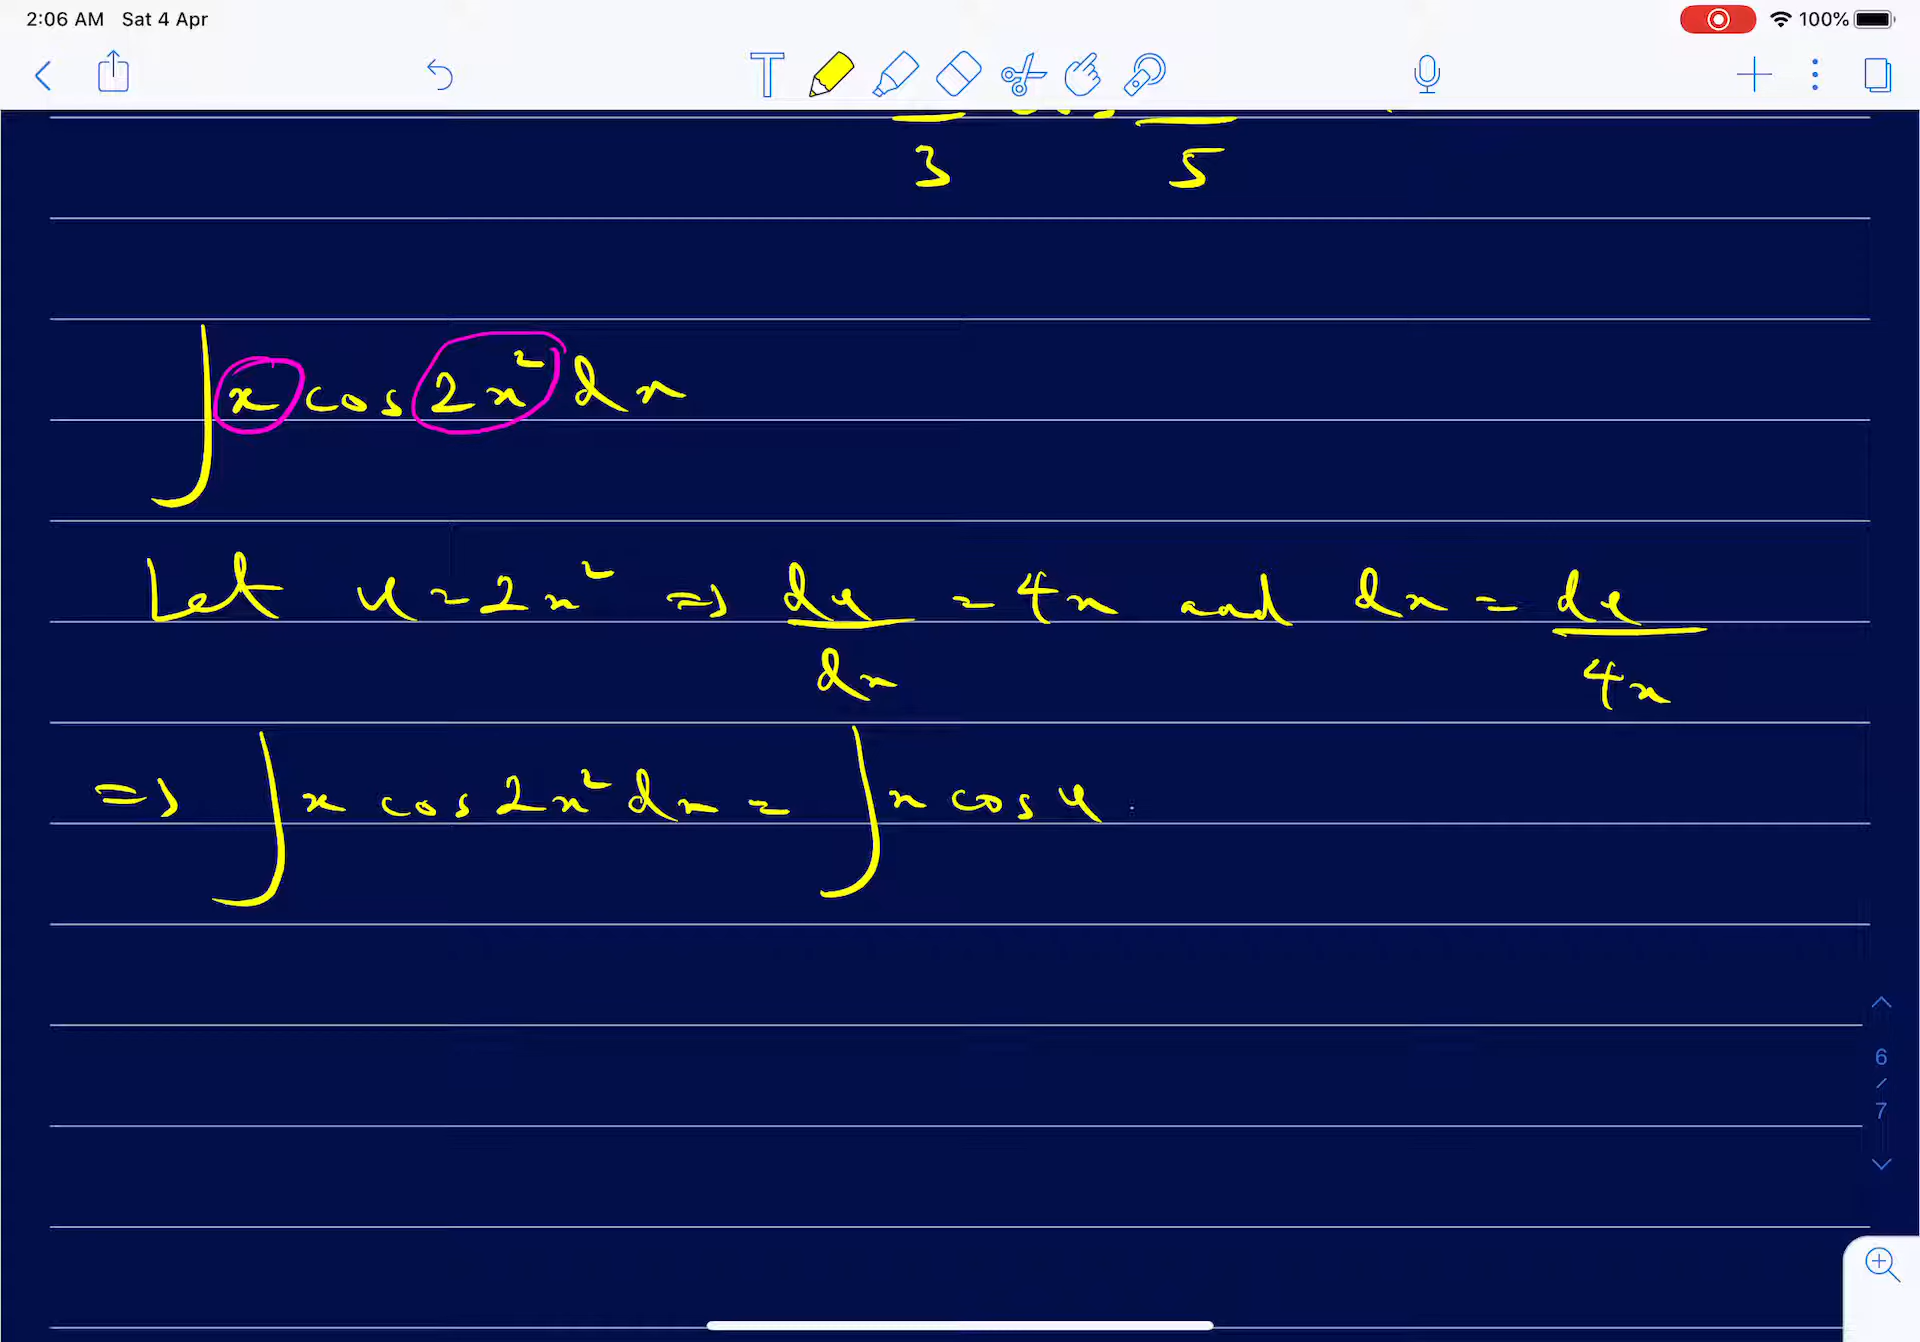 2:06 AM Sat 4 Apr 100%
T
3 5
∫ x cos 2x² dx
Let u = 2x² => du/dx = 4x and dx = du/4x
=> ∫ x cos 2x² dx = ∫ x cos u
6
/
7